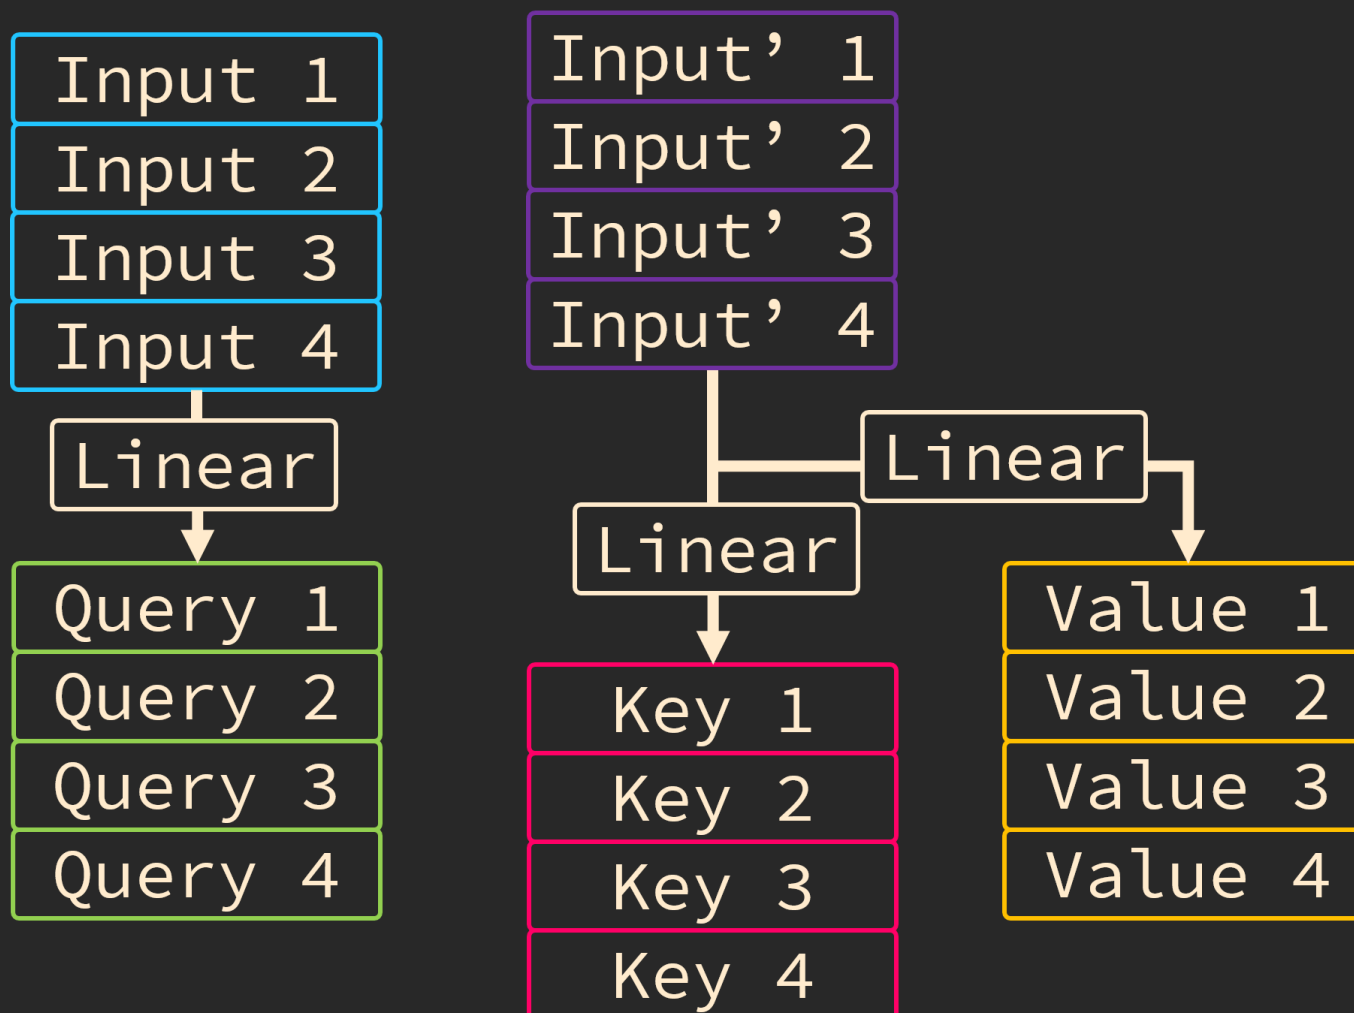 Input 1
Input 2
Input 3
Input 4
Linear
Query 1
Query 2
Query 3
Query 4
Input’ 1
Input’ 2
Input’ 3
Input’ 4
Linear
Linear
Key 1
Key 2
Key 3
Key 4
Value 1
Value 2
Value 3
Value 4